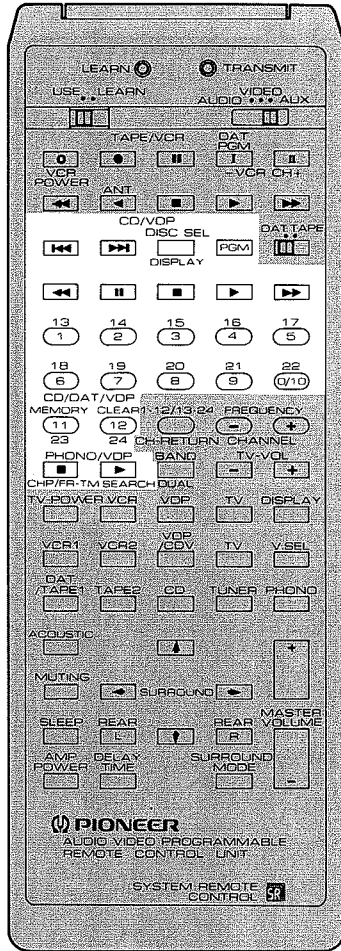 LEARN TRANSMIT
USE LEARN VIDEO
AUDIO AUX
TAPE/VCR DAT
PGM
I II
VCR -VCR CH+
POWER
ANT
CD/VDP
DISC SEL DAT TAPE
PGM
DISPLAY
13 14 15 16 17
1 2 3 4 5
18 19 20 21 22
6 7 8 9 0/10
CD/DAT/VDP
MEMORY CLEAR 1-12/13-24 FREQUENCY
11 12 - +
23 24 CH-RETURN CHANNEL
PHONO/VDP BAND TV-VOL
- +
CHP/FR-TM SEARCH DUAL
TV-POWER VCR VDP TV DISPLAY
VCR1 VCR2 VDP
/CDV TV V.SEL
DAT
/TAPE1 TAPE2 CD TUNER PHONO
ACOUSTIC +
MUTING SURROUND
SLEEP REAR REAR MASTER
VOLUME
L R
AMP DELAY SURROUND
POWER TIME MODE -
PIONEER
AUDIO VIDEO PROGRAMMABLE
REMOTE CONTROL UNIT
SYSTEM REMOTE
CONTROL SR